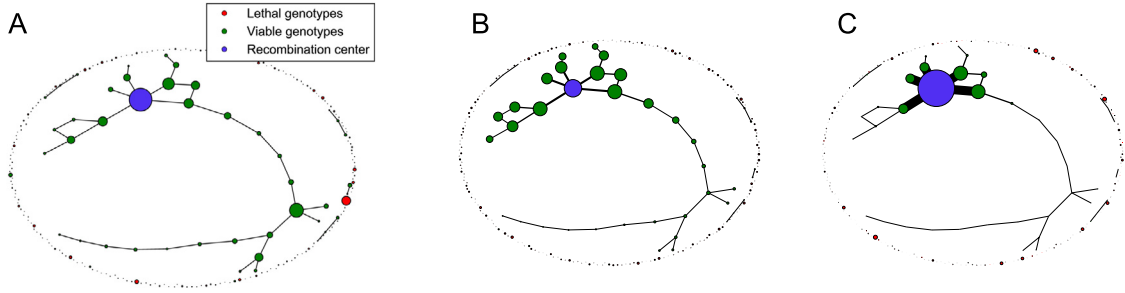 A
Lethal genotypes
Viable genotypes
Recombination center
B
C